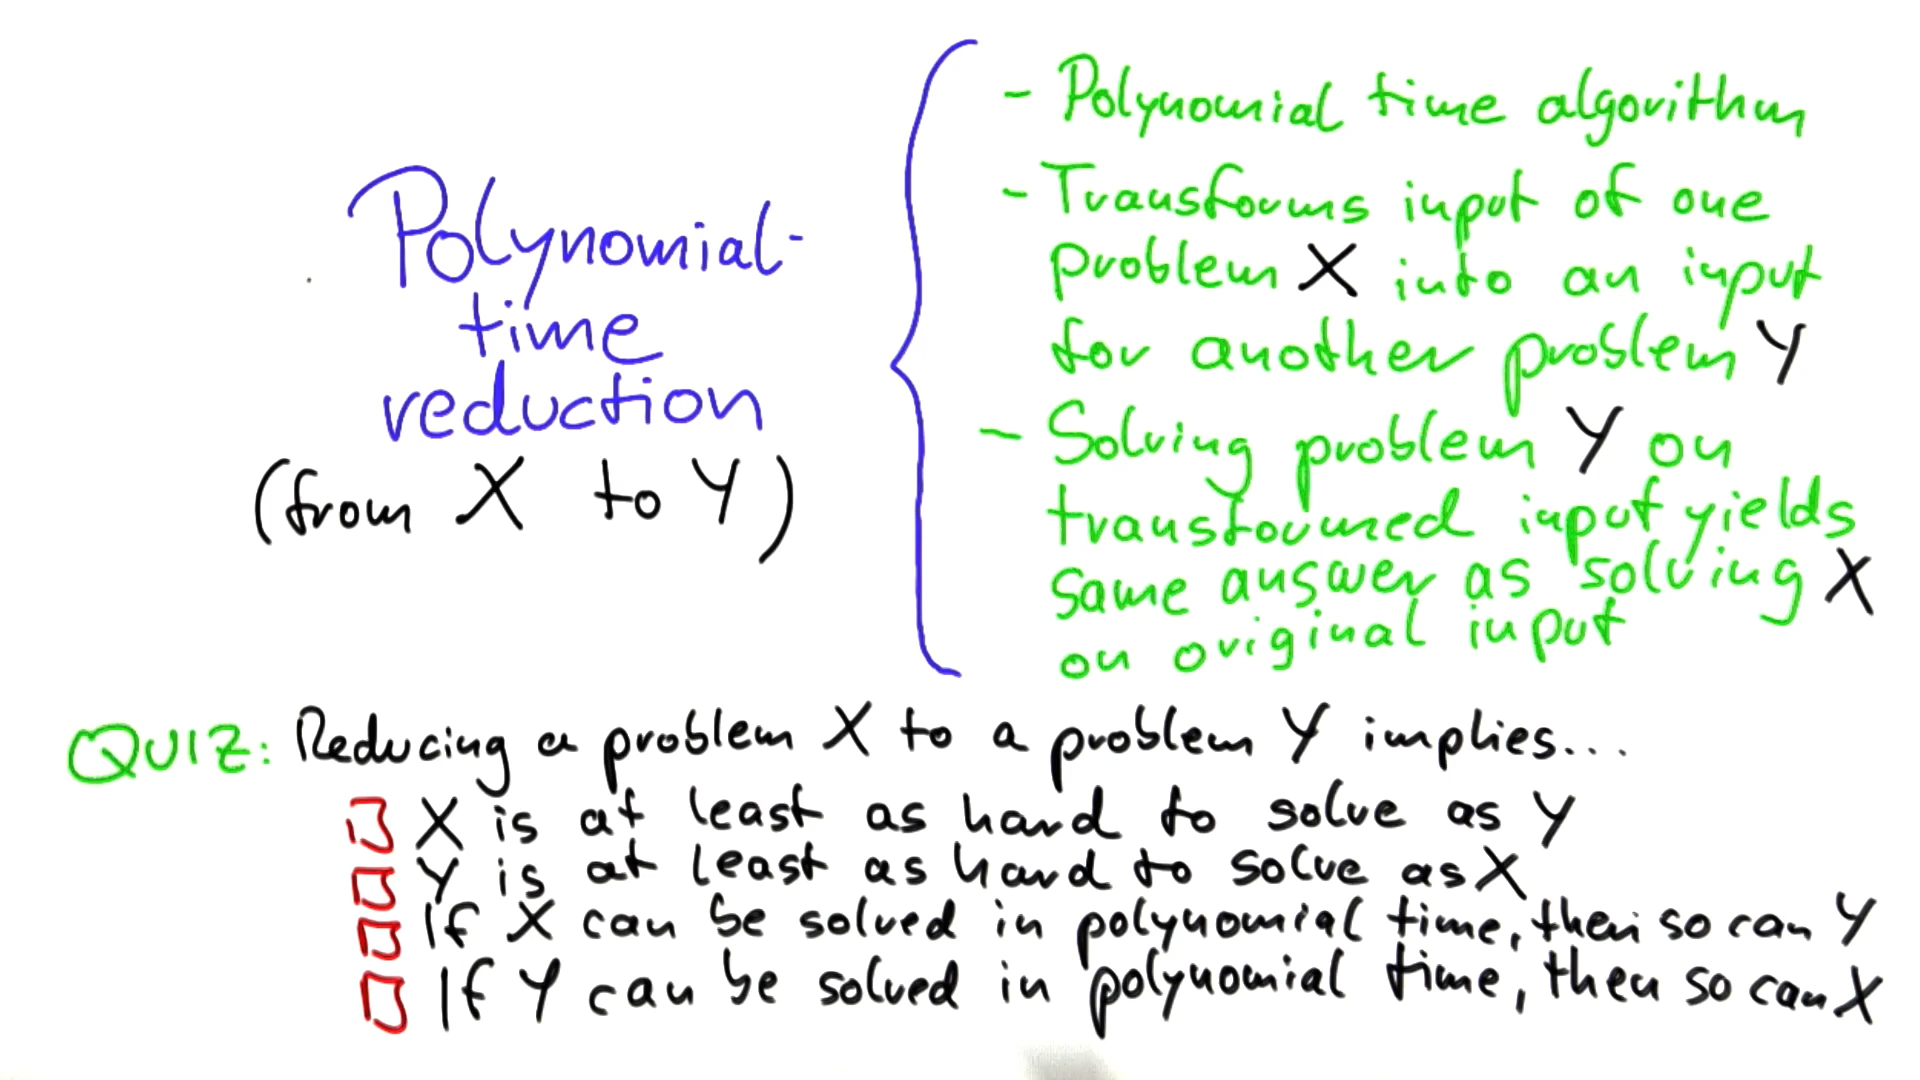 Polynomial-
time
reduction
(from X to Y)
- Polynomial time algorithm
- Transforms input of one
problem X into an input
for another problem Y
- Solving problem Y on
transformed input yields
same answer as solving X
on original input
QUIZ: Reducing a problem X to a problem Y implies...
X is at least as hard to solve as Y
Y is at least as hard to solve as X
If X can be solved in polynomial time, then so can Y
If Y can be solved in polynomial time, then so can X